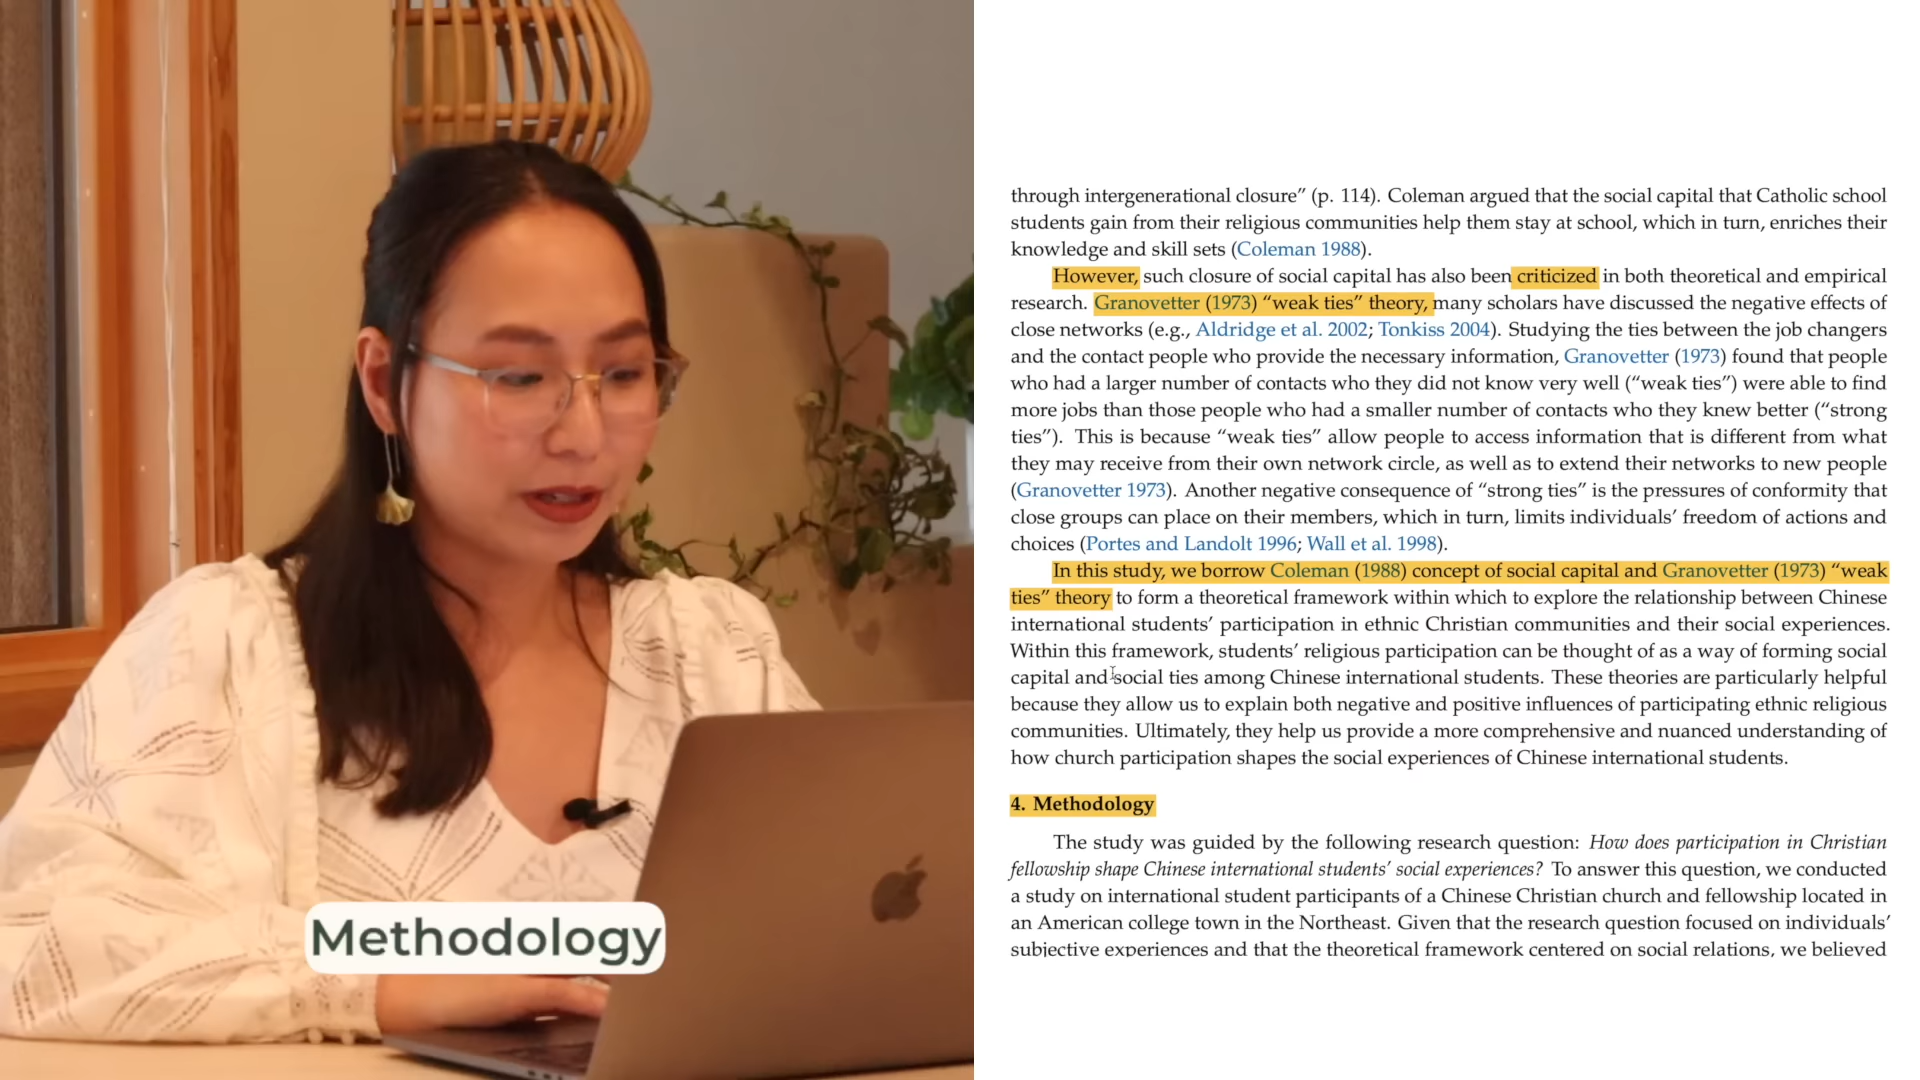 Methodology
through intergenerational closure” (p. 114). Coleman argued that the social capital that Catholic school
students gain from their religious communities help them stay at school, which in turn, enriches their
knowledge and skill sets (Coleman 1988).
However, such closure of social capital has also been criticized in both theoretical and empirical
research. Granovetter (1973) “weak ties” theory, many scholars have discussed the negative effects of
close networks (e.g., Aldridge et al. 2002; Tonkiss 2004). Studying the ties between the job changers
and the contact people who provide the necessary information, Granovetter (1973) found that people
who had a larger number of contacts who they did not know very well (“weak ties”) were able to find
more jobs than those people who had a smaller number of contacts who they knew better (“strong
ties”). This is because “weak ties” allow people to access information that is different from what
they may receive from their own network circle, as well as to extend their networks to new people
(Granovetter 1973). Another negative consequence of “strong ties” is the pressures of conformity that
close groups can place on their members, which in turn, limits individuals’ freedom of actions and
choices (Portes and Landolt 1996; Wall et al. 1998).
In this study, we borrow Coleman (1988) concept of social capital and Granovetter (1973) “weak
ties” theory to form a theoretical framework within which to explore the relationship between Chinese
international students’ participation in ethnic Christian communities and their social experiences.
Within this framework, students’ religious participation can be thought of as a way of forming social
capital and social ties among Chinese international students. These theories are particularly helpful
because they allow us to explain both negative and positive influences of participating ethnic religious
communities. Ultimately, they help us provide a more comprehensive and nuanced understanding of
how church participation shapes the social experiences of Chinese international students.
4. Methodology
The study was guided by the following research question: How does participation in Christian
fellowship shape Chinese international students’ social experiences? To answer this question, we conducted
a study on international student participants of a Chinese Christian church and fellowship located in
an American college town in the Northeast. Given that the research question focused on individuals’
subjective experiences and that the theoretical framework centered on social relations, we believed